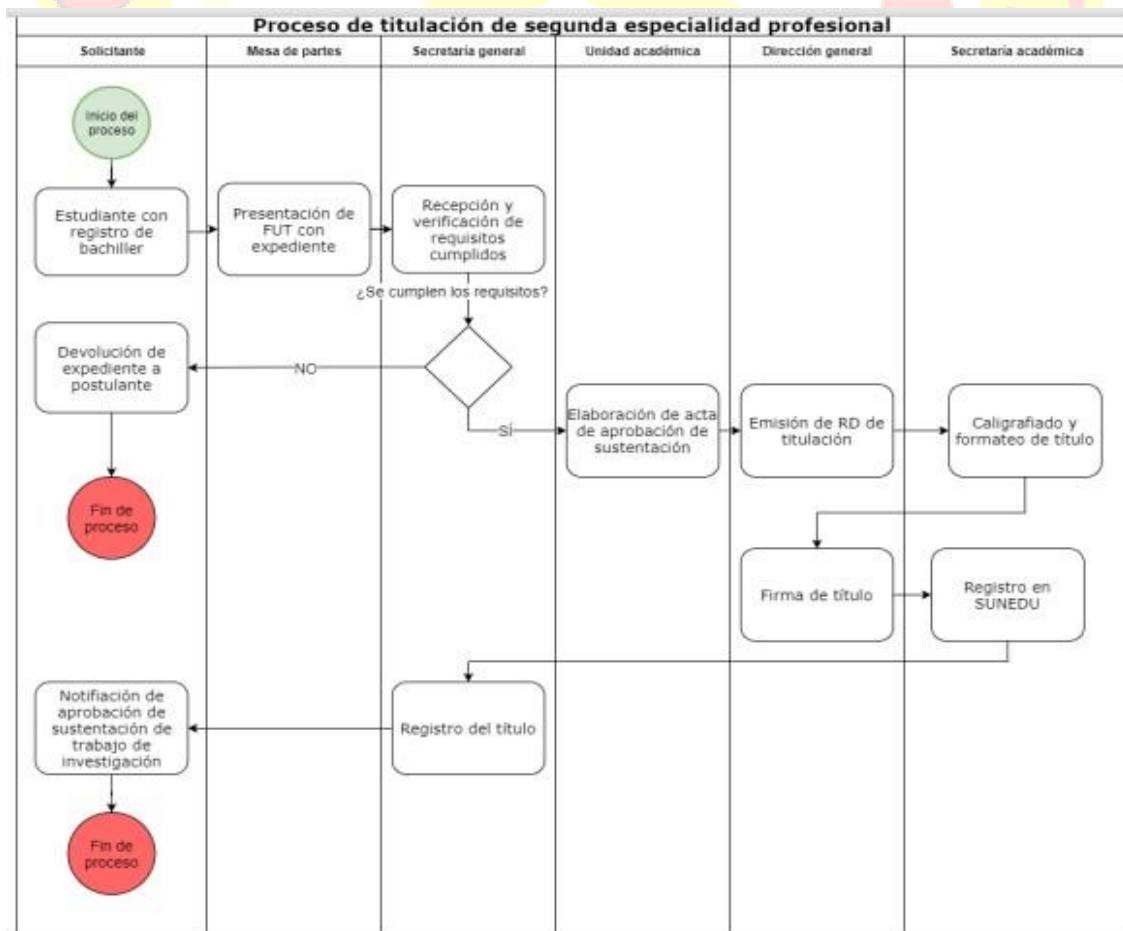 Proceso de titulación de segunda especialidad profesional
Solicitante
Mesa de partes
Secretaría general
Unidad académica
Dirección general
Secretaría académica
Inicio del
proceso
Estudiante con
registro de
bachiller
Presentación de
FUT con
expediente
Recepción y
verificación de
requisitos
cumplidos
¿Se cumplen los requisitos?
Devolución de
expediente a
postulante
NO
SÍ
Elaboración de acta
de aprobación de
sustentación
Emisión de RD de
titulación
Caligrafiado y
formateo de título
Fin de
proceso
Firma de título
Registro en
SUNEDU
Notifiación de
aprobación de
sustentación de
trabajo de
investigación
Registro del título
Fin de
proceso